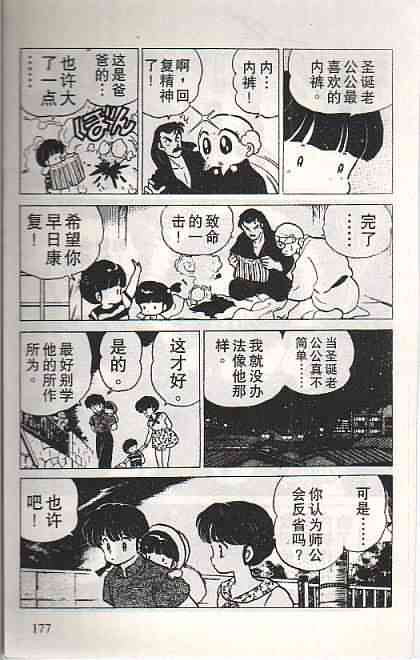 圣诞老
公公最
喜欢的
内裤。
内…
内裤！
啊，回
复精神
了！
这是爸
爸的…
也许大
了一点
……
ぼん
完了
……
致命
的一
击！
希望你
早日康
复！
当圣诞老
公公真不
简单……
我就没办
法像他那
样。
这才好。
是的。
最好别学
他的所作
所为。
可是……
你认为师公
会反省吗？
也许
吧！
177